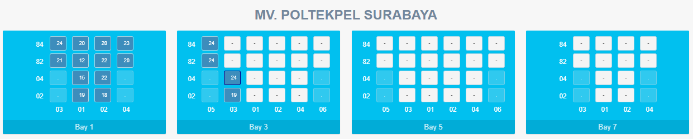 MV. POLTEKPEL SURABAYA
84 24 20 20 23
82 21 12 22 20
04 16 22
02 19 18
03 01 02 04
Bay 1
84 24 - - - - -
82 24 - - - - -
04 24 - - - -
02 19 - - - -
05 03 01 02 04 06
Bay 3
84 - - - - - -
82 - - - - - -
04 - - - -
02 - - - -
05 03 01 02 04 06
Bay 5
84 - - - -
82 - - - -
04 - -
02 - -
03 01 02 04
Bay 7